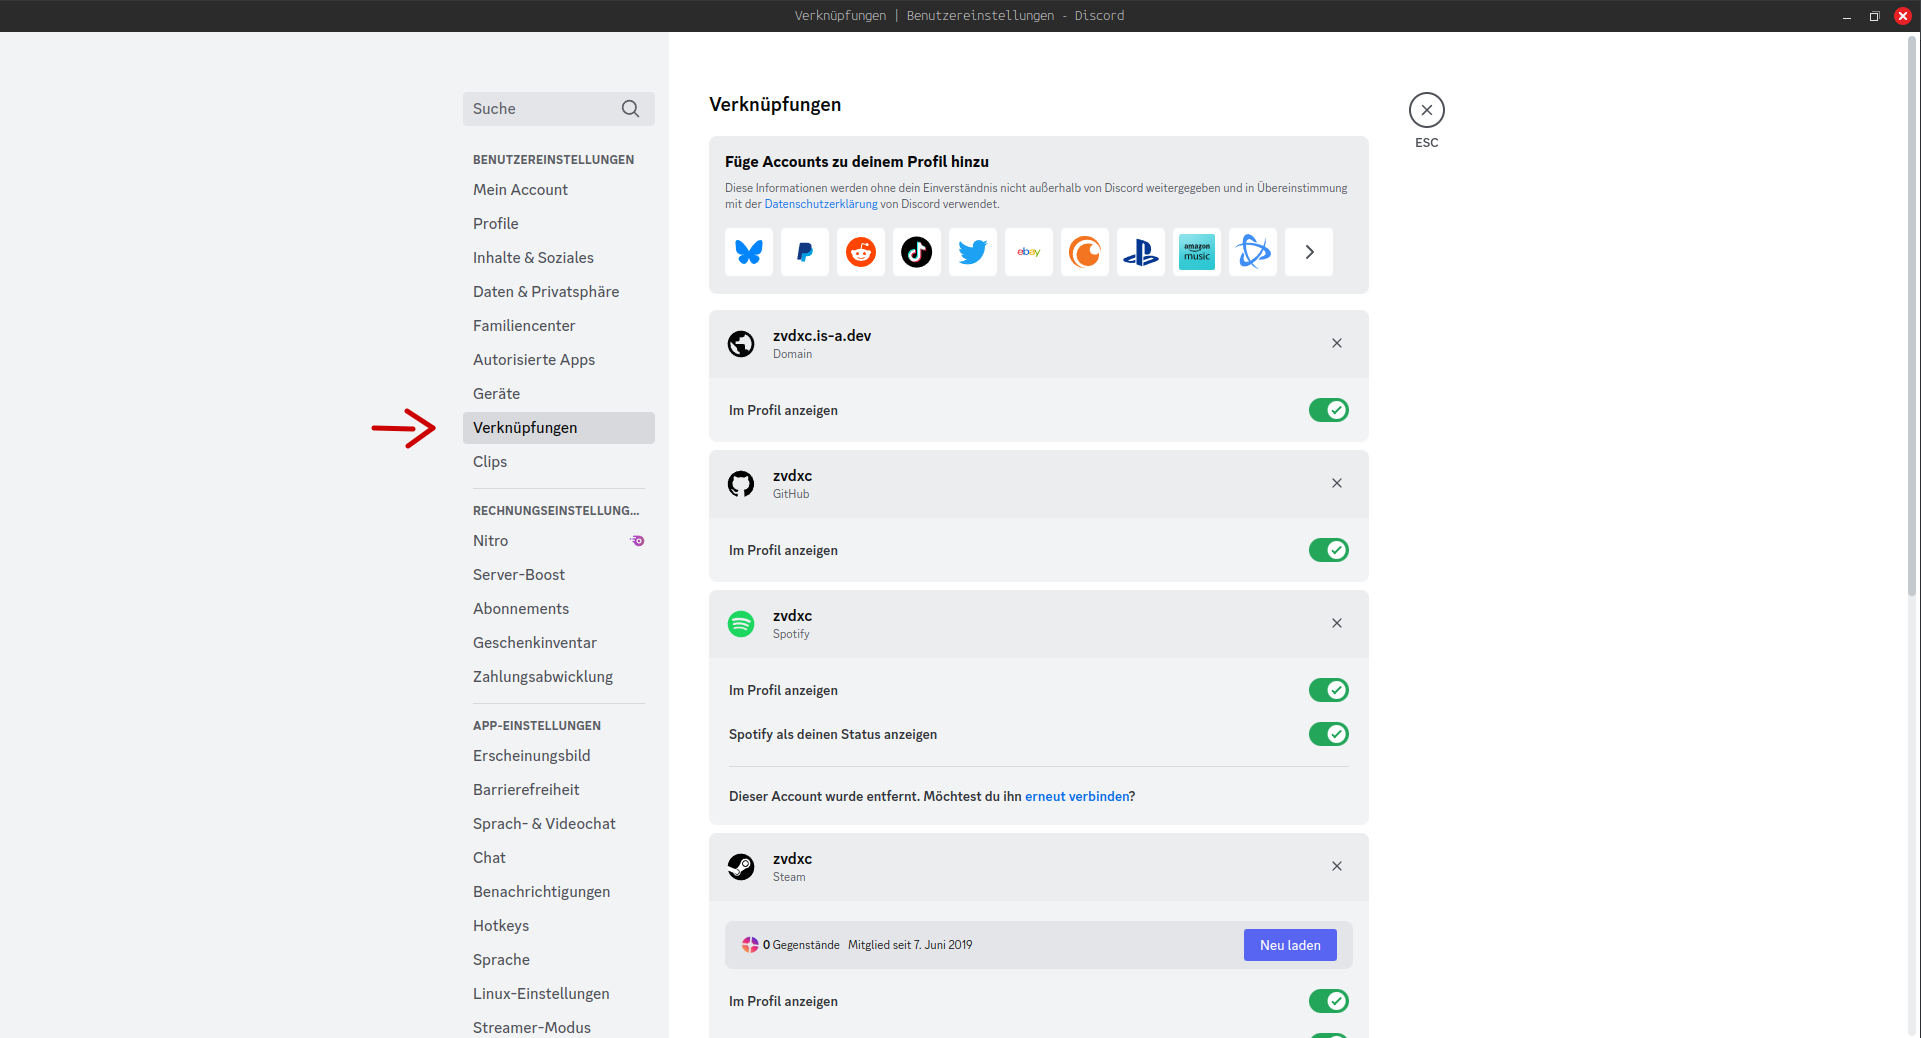 Verknüpfungen | Benutzereinstellungen - Discord
Suche
BENUTZEREINSTELLUNGEN
Mein Account
Profile
Inhalte & Soziales
Daten & Privatsphäre
Familiencenter
Autorisierte Apps
Geräte
Verknüpfungen
Clips
RECHNUNGSEINSTELLUNG...
Nitro
Server-Boost
Abonnements
Geschenkinventar
Zahlungsabwicklung
APP-EINSTELLUNGEN
Erscheinungsbild
Barrierefreiheit
Sprach- & Videochat
Chat
Benachrichtigungen
Hotkeys
Sprache
Linux-Einstellungen
Streamer-Modus
Verknüpfungen
ESC
Füge Accounts zu deinem Profil hinzu
Diese Informationen werden ohne dein Einverständnis nicht außerhalb von Discord weitergegeben und in Übereinstimmung
mit der Datenschutzerklärung von Discord verwendet.
ebay
amazon
music
zvdxc.is-a.dev
Domain
Im Profil anzeigen
zvdxc
GitHub
Im Profil anzeigen
zvdxc
Spotify
Im Profil anzeigen
Spotify als deinen Status anzeigen
Dieser Account wurde entfernt. Möchtest du ihn erneut verbinden?
zvdxc
Steam
0 Gegenstände Mitglied seit 7. Juni 2019
Neu laden
Im Profil anzeigen